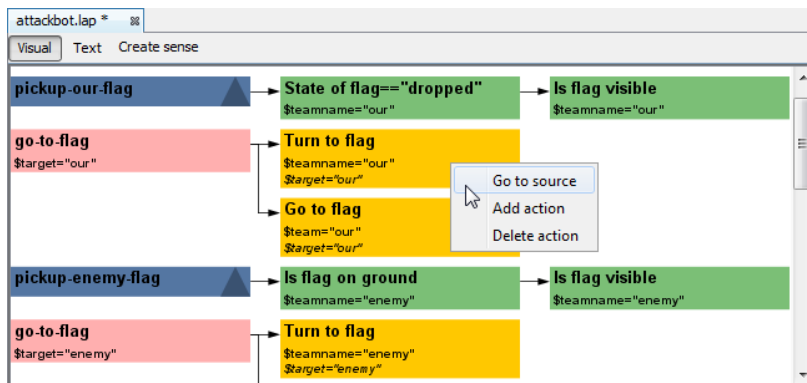 attackbot.lap *
Visual Text Create sense
pickup-our-flag
State of flag=="dropped"
$teamname="our"
Is flag visible
$teamname="our"
go-to-flag
$target="our"
Turn to flag
$teamname="our"
$target="our"
Go to flag
$team="our"
$target="our"
Go to source
Add action
Delete action
pickup-enemy-flag
Is flag on ground
$teamname="enemy"
Is flag visible
$teamname="enemy"
go-to-flag
$target="enemy"
Turn to flag
$teamname="enemy"
$target="enemy"